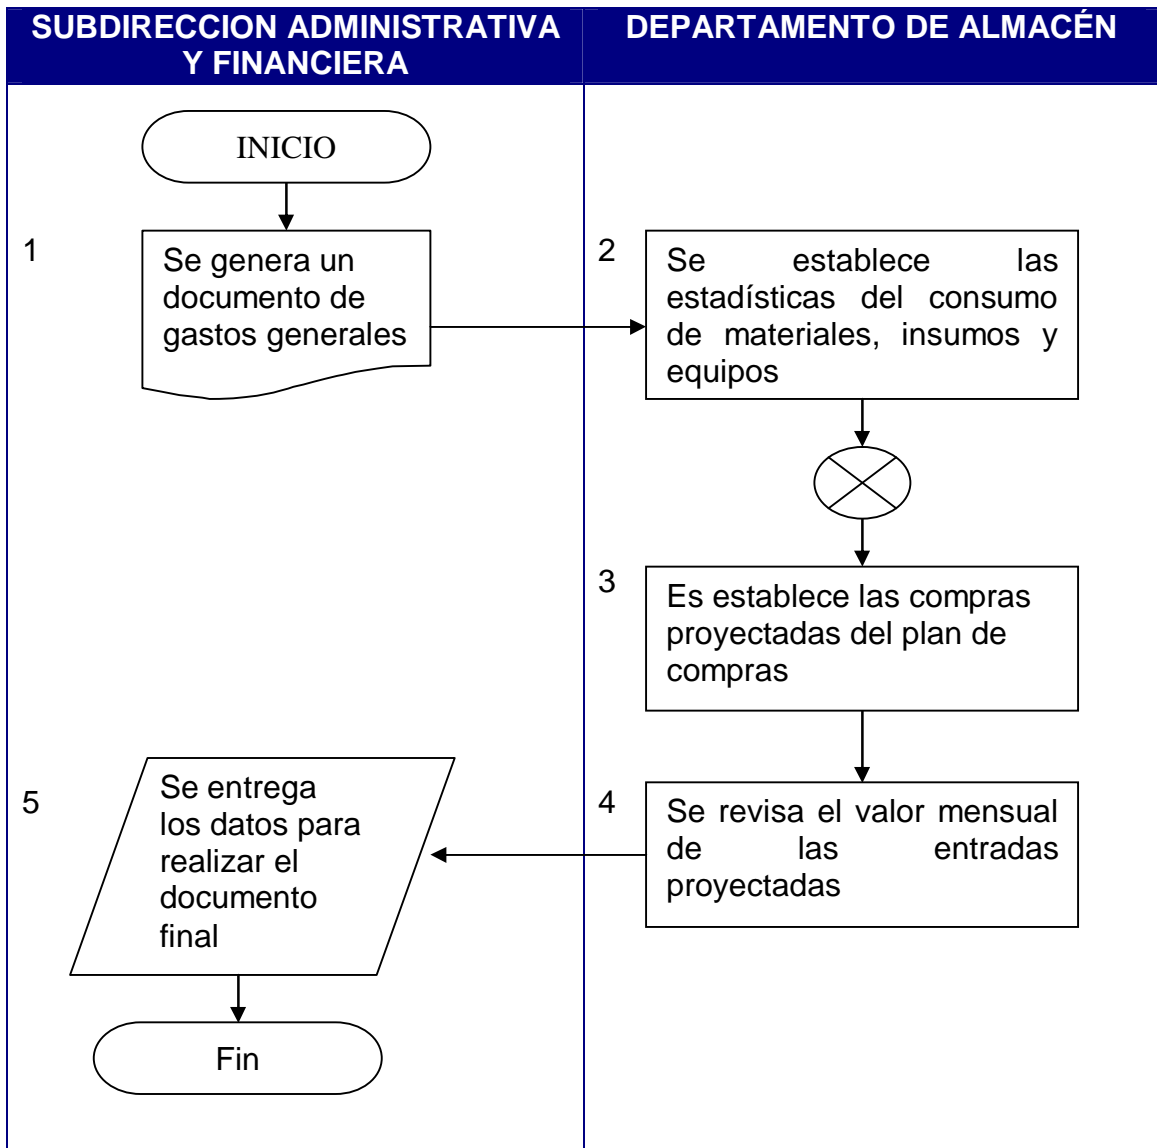 SUBDIRECCION ADMINISTRATIVA
Y FINANCIERA
DEPARTAMENTO DE ALMACÉN
INICIO
1
Se genera un
documento de
gastos generales
2
Se establece las
estadísticas del consumo
de materiales, insumos y
equipos
3
Es establece las compras
proyectadas del plan de
compras
4
Se revisa el valor mensual
de las entradas
proyectadas
5
Se entrega
los datos para
realizar el
documento
final
Fin